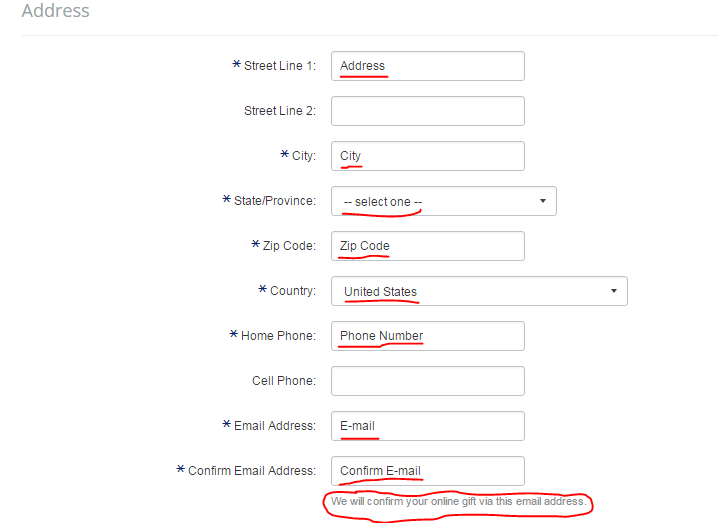 Address
* Street Line 1: Address
Street Line 2:
* City: City
* State/Province: -- select one --
* Zip Code: Zip Code
* Country: United States
* Home Phone: Phone Number
Cell Phone:
* Email Address: E-mail
* Confirm Email Address: Confirm E-mail
We will confirm your online gift via this email address.